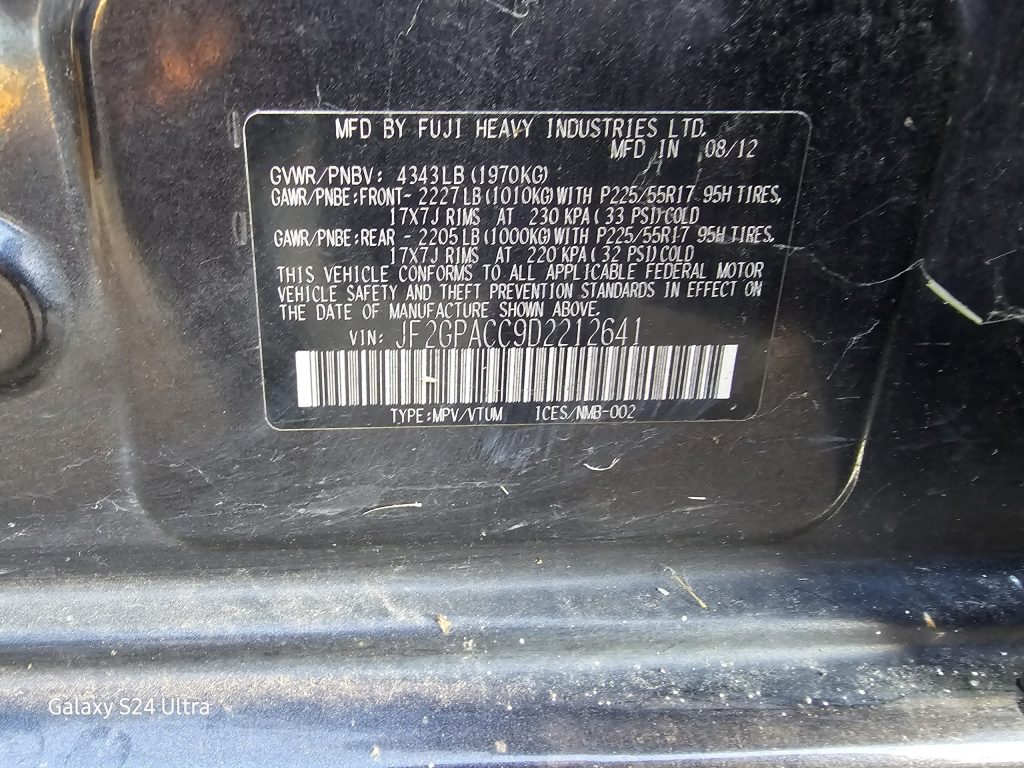 MFD BY FUJI HEAVY INDUSTRIES LTD.
MFD IN 08/12
GVWR/PNBV: 4343LB (1970KG)
GAWR/PNBE:FRONT- 2227LB (1010KG) WITH P225/55R17 95H TIRES,
17X7J RIMS AT 230 KPA ( 33 PSI) COLD
GAWR/PNBE:REAR - 2205LB (1000KG) WITH P225/55R17 95H TIRES,
17X7J RIMS AT 220 KPA ( 32 PSI) COLD
THIS VEHICLE CONFORMS TO ALL APPLICABLE FEDERAL MOTOR
VEHICLE SAFETY AND THEFT PREVENTION STANDARDS IN EFFECT ON
THE DATE OF MANUFACTURE SHOWN ABOVE.
VIN: JF2GPACC9D2212641
TYPE:MPV/VTUM ICES/NMB-002
Galaxy S24 Ultra